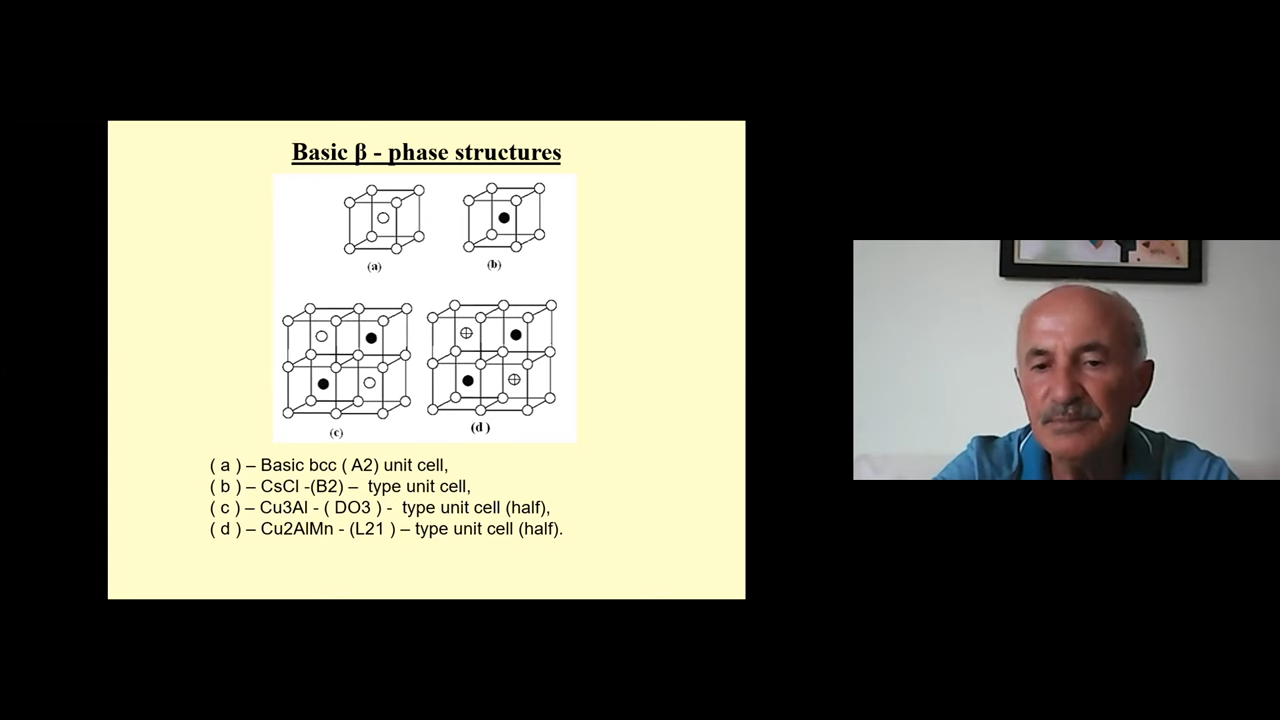 Basic β - phase structures
(a)
(b)
(c)
(d )
( a ) – Basic bcc ( A2) unit cell,
( b ) – CsCl -(B2) –  type unit cell,
( c ) – Cu3Al - ( DO3 ) -  type unit cell (half),
( d ) – Cu2AlMn - (L21 ) – type unit cell (half).